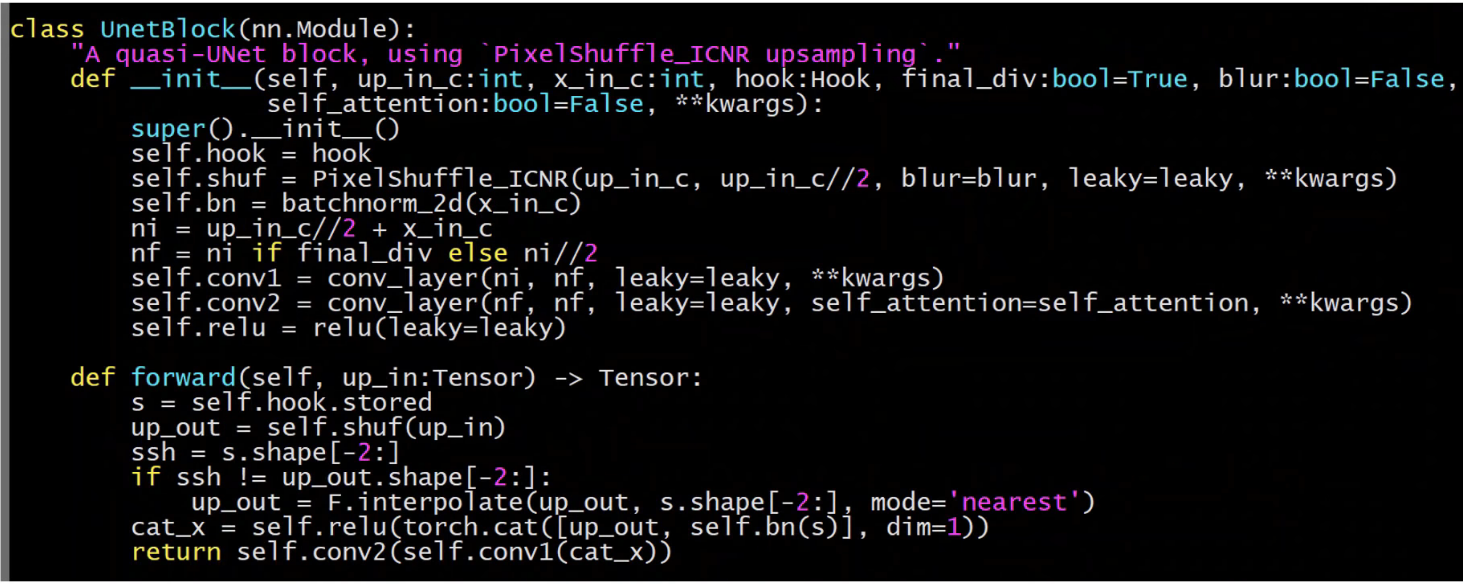 class UnetBlock(nn.Module):
    "A quasi-UNet block, using `PixelShuffle_ICNR upsampling`."
    def __init__(self, up_in_c:int, x_in_c:int, hook:Hook, final_div:bool=True, blur:bool=False,
                 self_attention:bool=False, **kwargs):
        super().__init__()
        self.hook = hook
        self.shuf = PixelShuffle_ICNR(up_in_c, up_in_c//2, blur=blur, leaky=leaky, **kwargs)
        self.bn = batchnorm_2d(x_in_c)
        ni = up_in_c//2 + x_in_c
        nf = ni if final_div else ni//2
        self.conv1 = conv_layer(ni, nf, leaky=leaky, **kwargs)
        self.conv2 = conv_layer(nf, nf, leaky=leaky, self_attention=self_attention, **kwargs)
        self.relu = relu(leaky=leaky)

    def forward(self, up_in:Tensor) -> Tensor:
        s = self.hook.stored
        up_out = self.shuf(up_in)
        ssh = s.shape[-2:]
        if ssh != up_out.shape[-2:]:
            up_out = F.interpolate(up_out, s.shape[-2:], mode='nearest')
        cat_x = self.relu(torch.cat([up_out, self.bn(s)], dim=1))
        return self.conv2(self.conv1(cat_x))